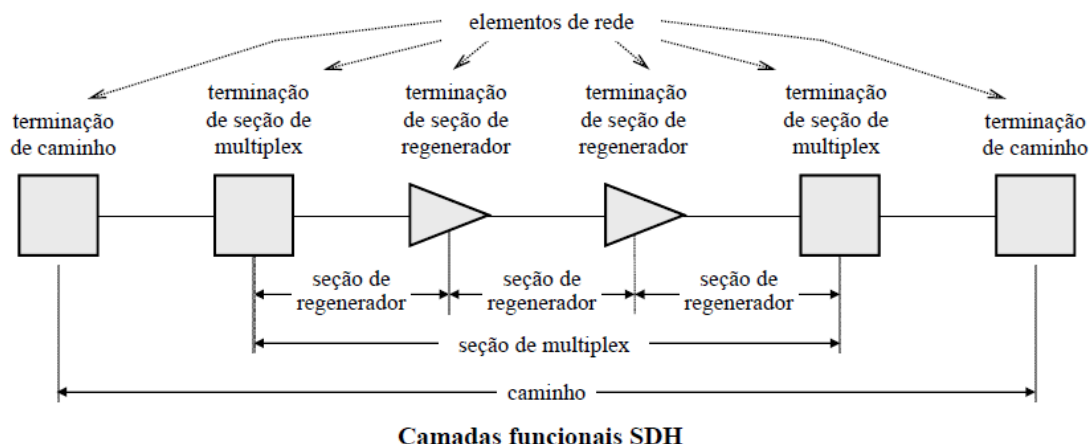 elementos de rede
terminação
de caminho
terminação
de seção de
multiplex
terminação
de seção de
regenerador
terminação
de seção de
regenerador
terminação
de seção de
multiplex
terminação
de caminho
seção de
regenerador
seção de
regenerador
seção de
regenerador
seção de multiplex
caminho
Camadas funcionais SDH